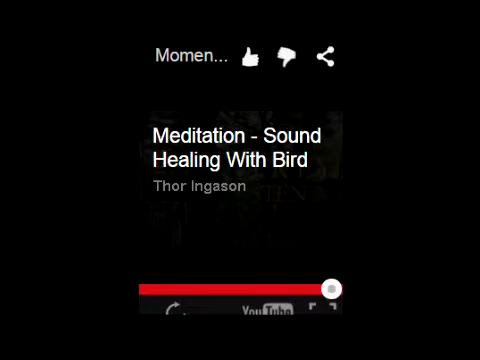 Momen...
Meditation - Sound
Healing With Bird
Thor Ingason
YouTube